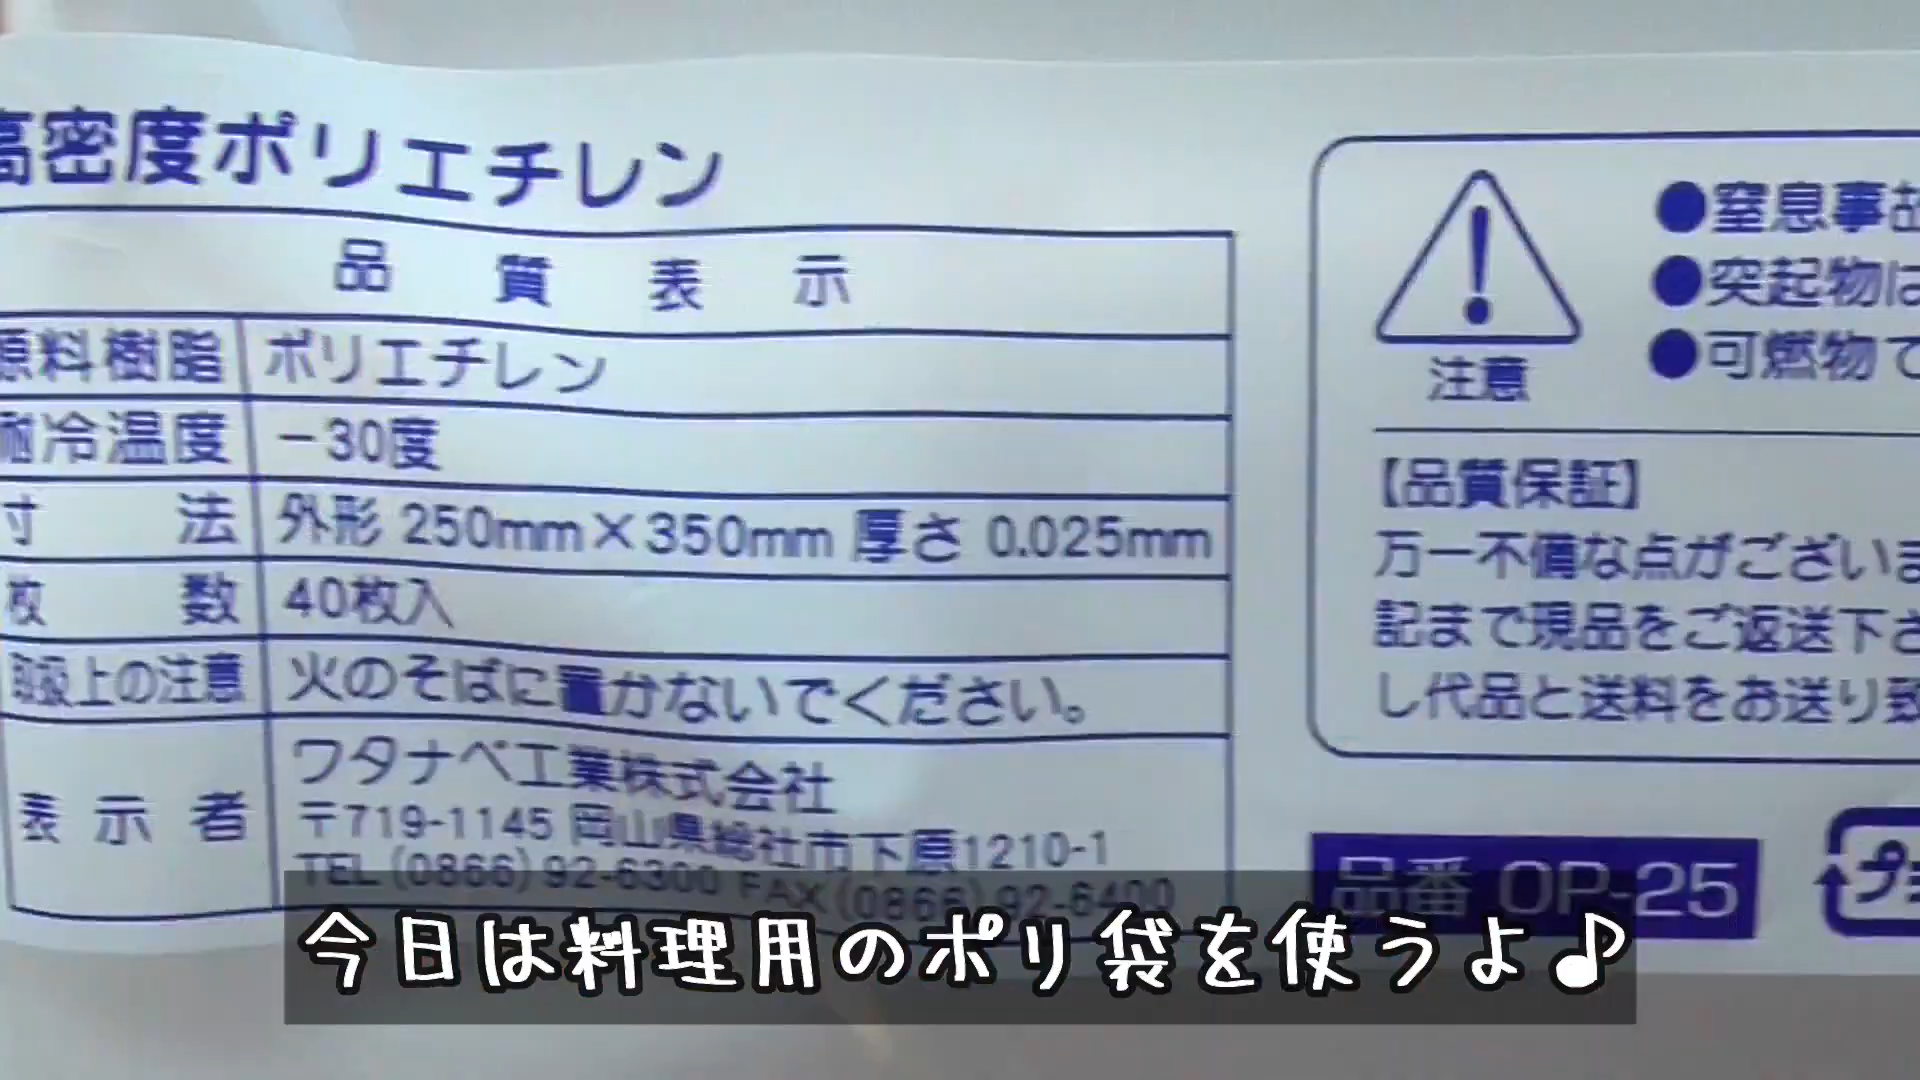 高密度ポリエチレン
品質表示
原料樹脂 ポリエチレン
耐冷温度 −30度
寸法 外形 250mm×350mm 厚さ 0.025mm
枚数 40枚入
取扱上の注意 火のそばに置かないでください。
表示者 ワタナベ工業株式会社
〒719-1145 岡山県総社市下原1210-1
TEL(0866)92-6300 FAX(0866)92-6400
注意
●窒息事故
●突起物は
●可燃物で
【品質保証】
万一不備な点がございま
記まで現品をご返送下さ
し代品と送料をお送り致
品番 OP-25
プラ
今日は料理用のポリ袋を使うよ♪